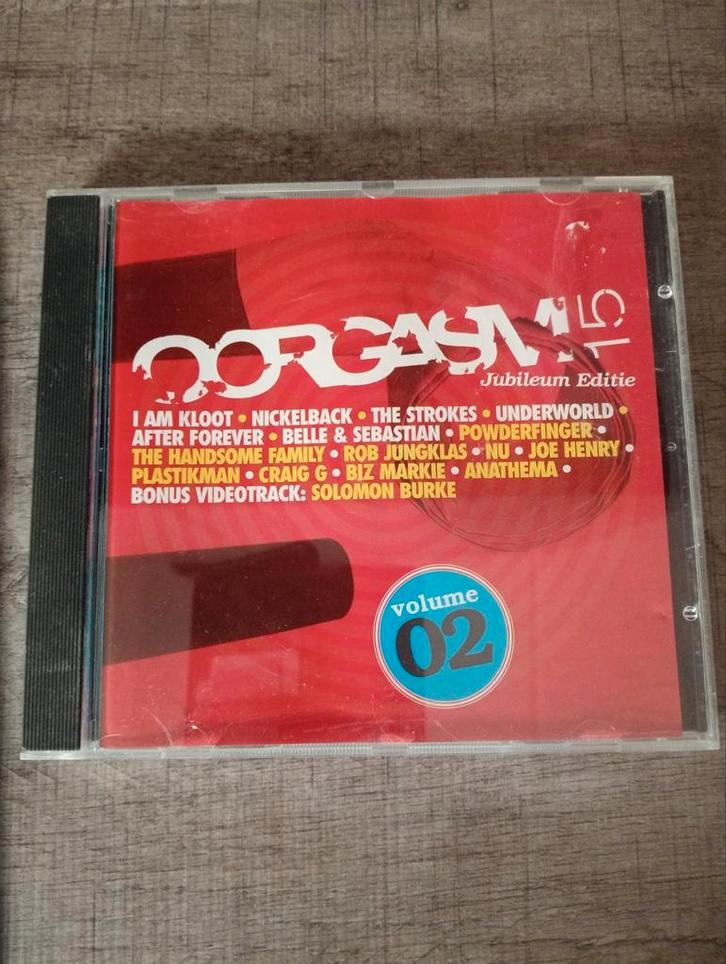 OORGASM 15
Jubileum Editie
I AM KLOOT • NICKELBACK • THE STROKES • UNDERWORLD •
AFTER FOREVER • BELLE & SEBASTIAN • POWDERFINGER •
THE HANDSOME FAMILY • ROB JUNGKLAS • NU • JOE HENRY •
PLASTIKMAN • CRAIG G • BIZ MARKIE • ANATHEMA •
BONUS VIDEOTRACK: SOLOMON BURKE
volume
02